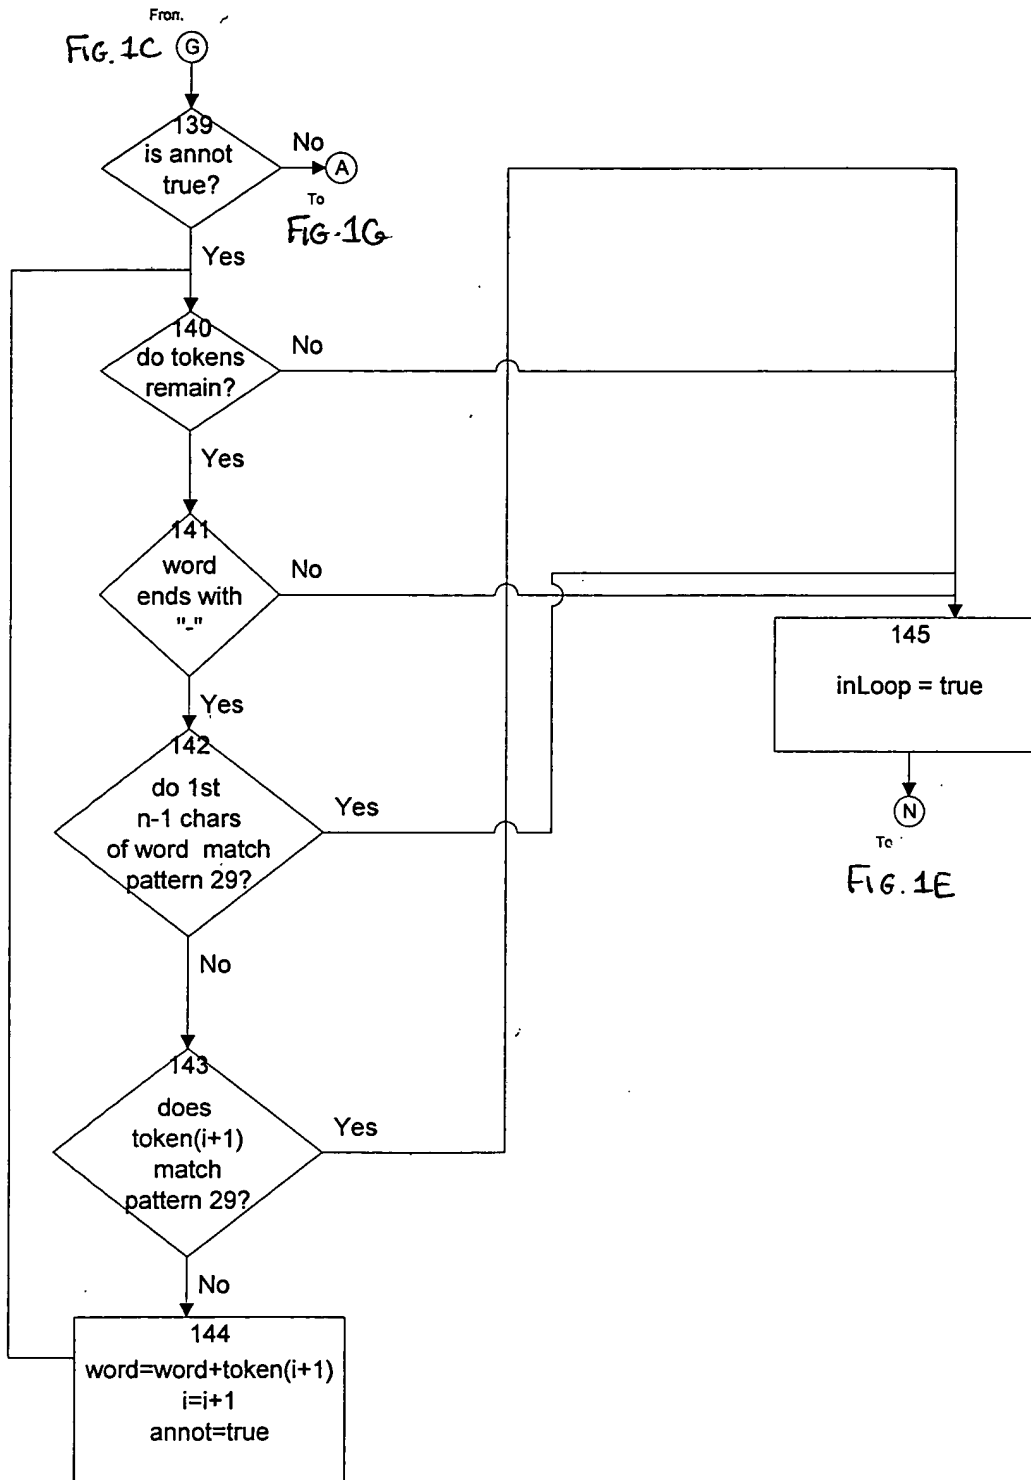 From
FIG. 1C G
139
is annot
true?
No
A
To
FIG. 1G
Yes
140
do tokens
remain?
No
Yes
141
word
ends with
"-"
No
Yes
145
inLoop = true
N
To
FIG. 1E
142
do 1st
n-1 chars
of word match
pattern 29?
Yes
No
143
does
token(i+1)
match
pattern 29?
Yes
No
144
word=word+token(i+1)
i=i+1
annot=true